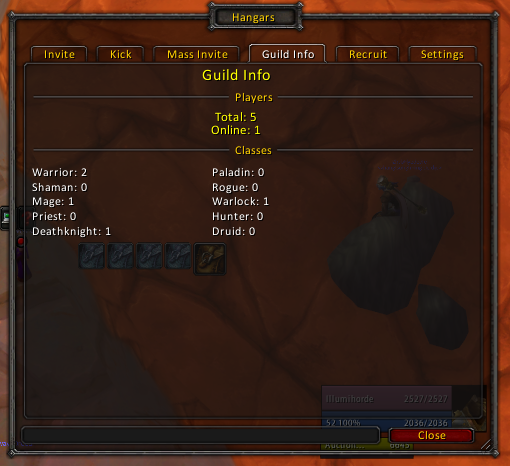 Hangars
Invite Kick Mass Invite Guild Info Recruit Settings
Guild Info
Players
Total: 5
Online: 1
Classes
Warrior: 2 Paladin: 0
Shaman: 0 Rogue: 0
Mage: 1 Warlock: 1
Priest: 0 Hunter: 0
Deathknight: 1 Druid: 0
Illumihorde 2527/2527
52 100% 2036/2036
Close